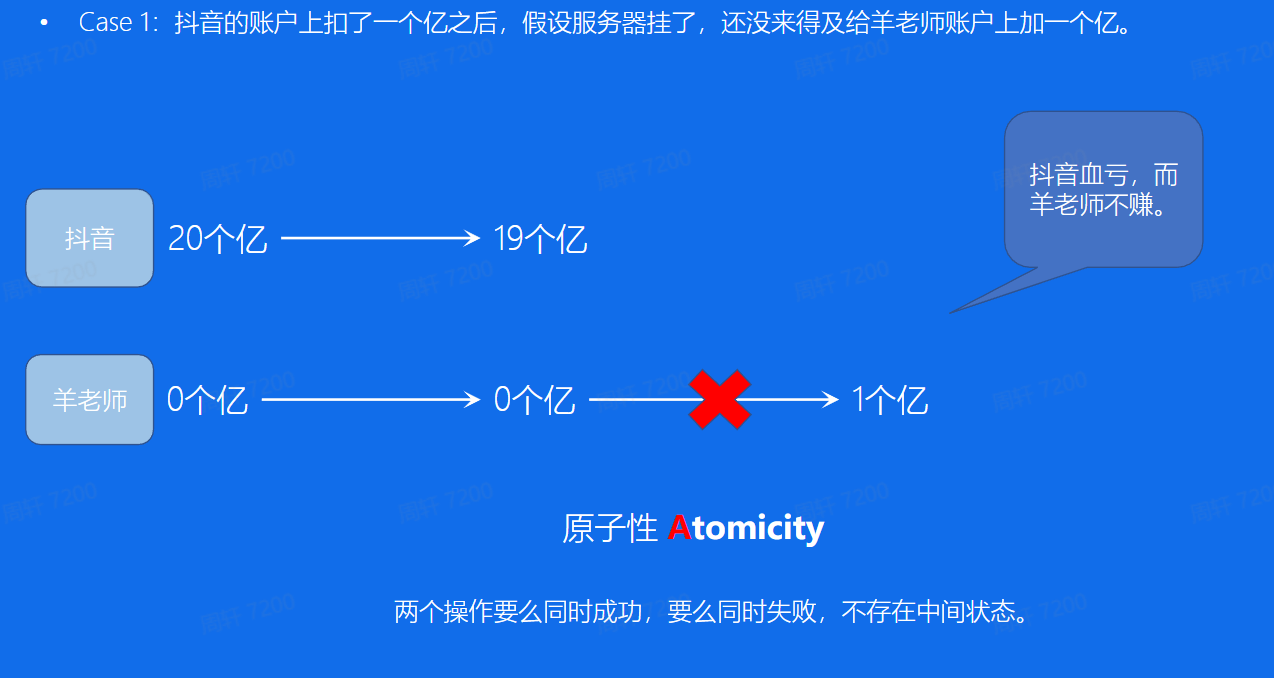 • Case 1：抖音的账户上扣了一个亿之后，假设服务器挂了，还没来得及给羊老师账户上加一个亿。
抖音血亏，而
羊老师不赚。
抖音 20个亿 19个亿
羊老师 0个亿 0个亿 1个亿
原子性 Atomicity
两个操作要么同时成功，要么同时失败，不存在中间状态。
周轩 7200